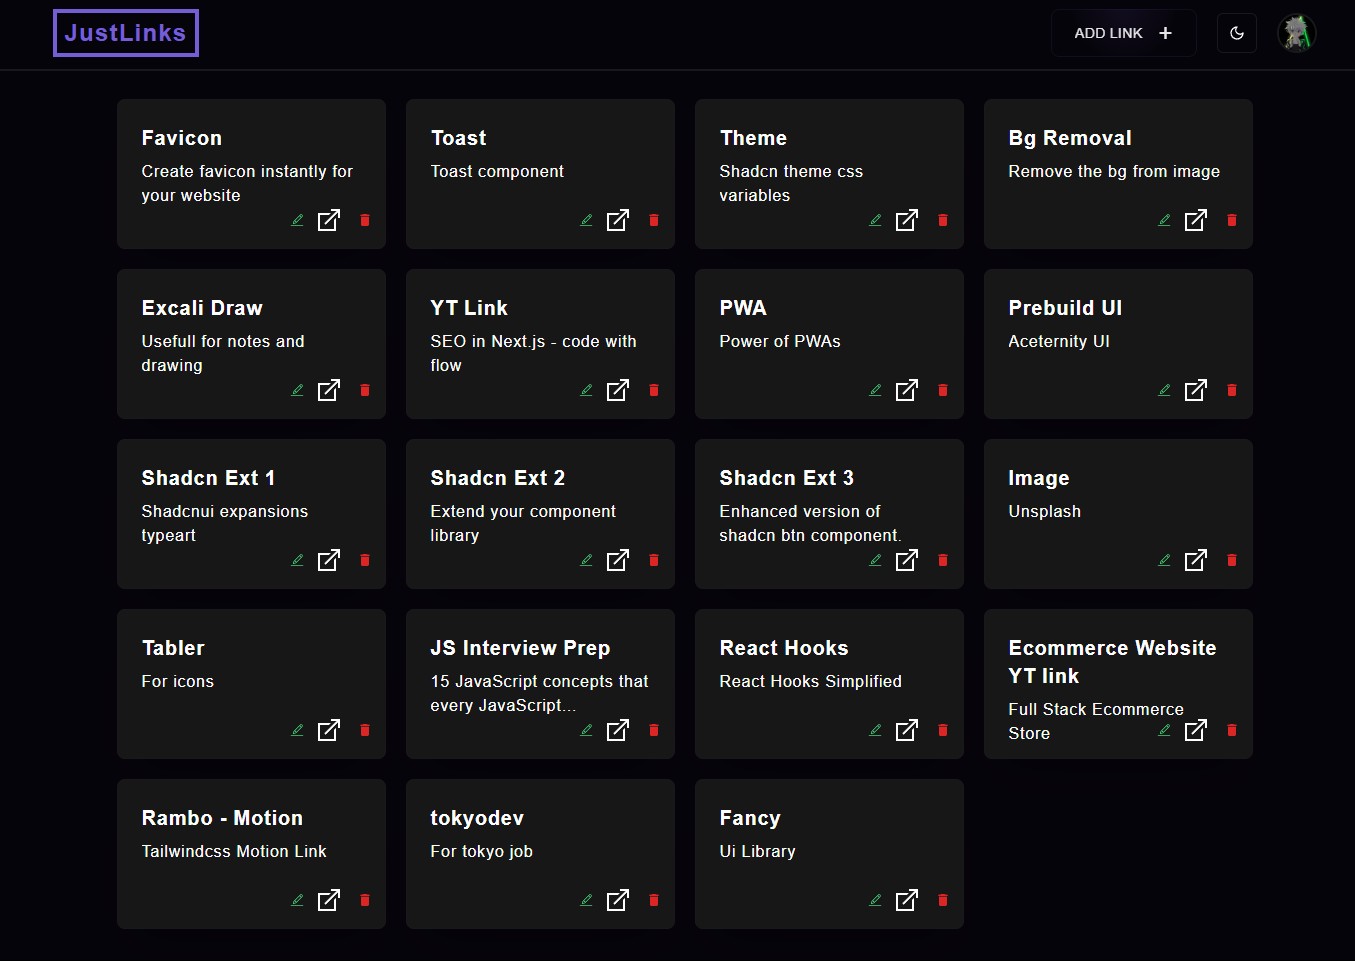 JustLinks
ADD LINK +
Favicon
Create favicon instantly for
your website
Toast
Toast component
Theme
Shadcn theme css
variables
Bg Removal
Remove the bg from image
Excali Draw
Usefull for notes and
drawing
YT Link
SEO in Next.js - code with
flow
PWA
Power of PWAs
Prebuild UI
Aceternity UI
Shadcn Ext 1
Shadcnui expansions
typeart
Shadcn Ext 2
Extend your component
library
Shadcn Ext 3
Enhanced version of
shadcn btn component.
Image
Unsplash
Tabler
For icons
JS Interview Prep
15 JavaScript concepts that
every JavaScript...
React Hooks
React Hooks Simplified
Ecommerce Website
YT link
Full Stack Ecommerce
Store
Rambo - Motion
Tailwindcss Motion Link
tokyodev
For tokyo job
Fancy
Ui Library